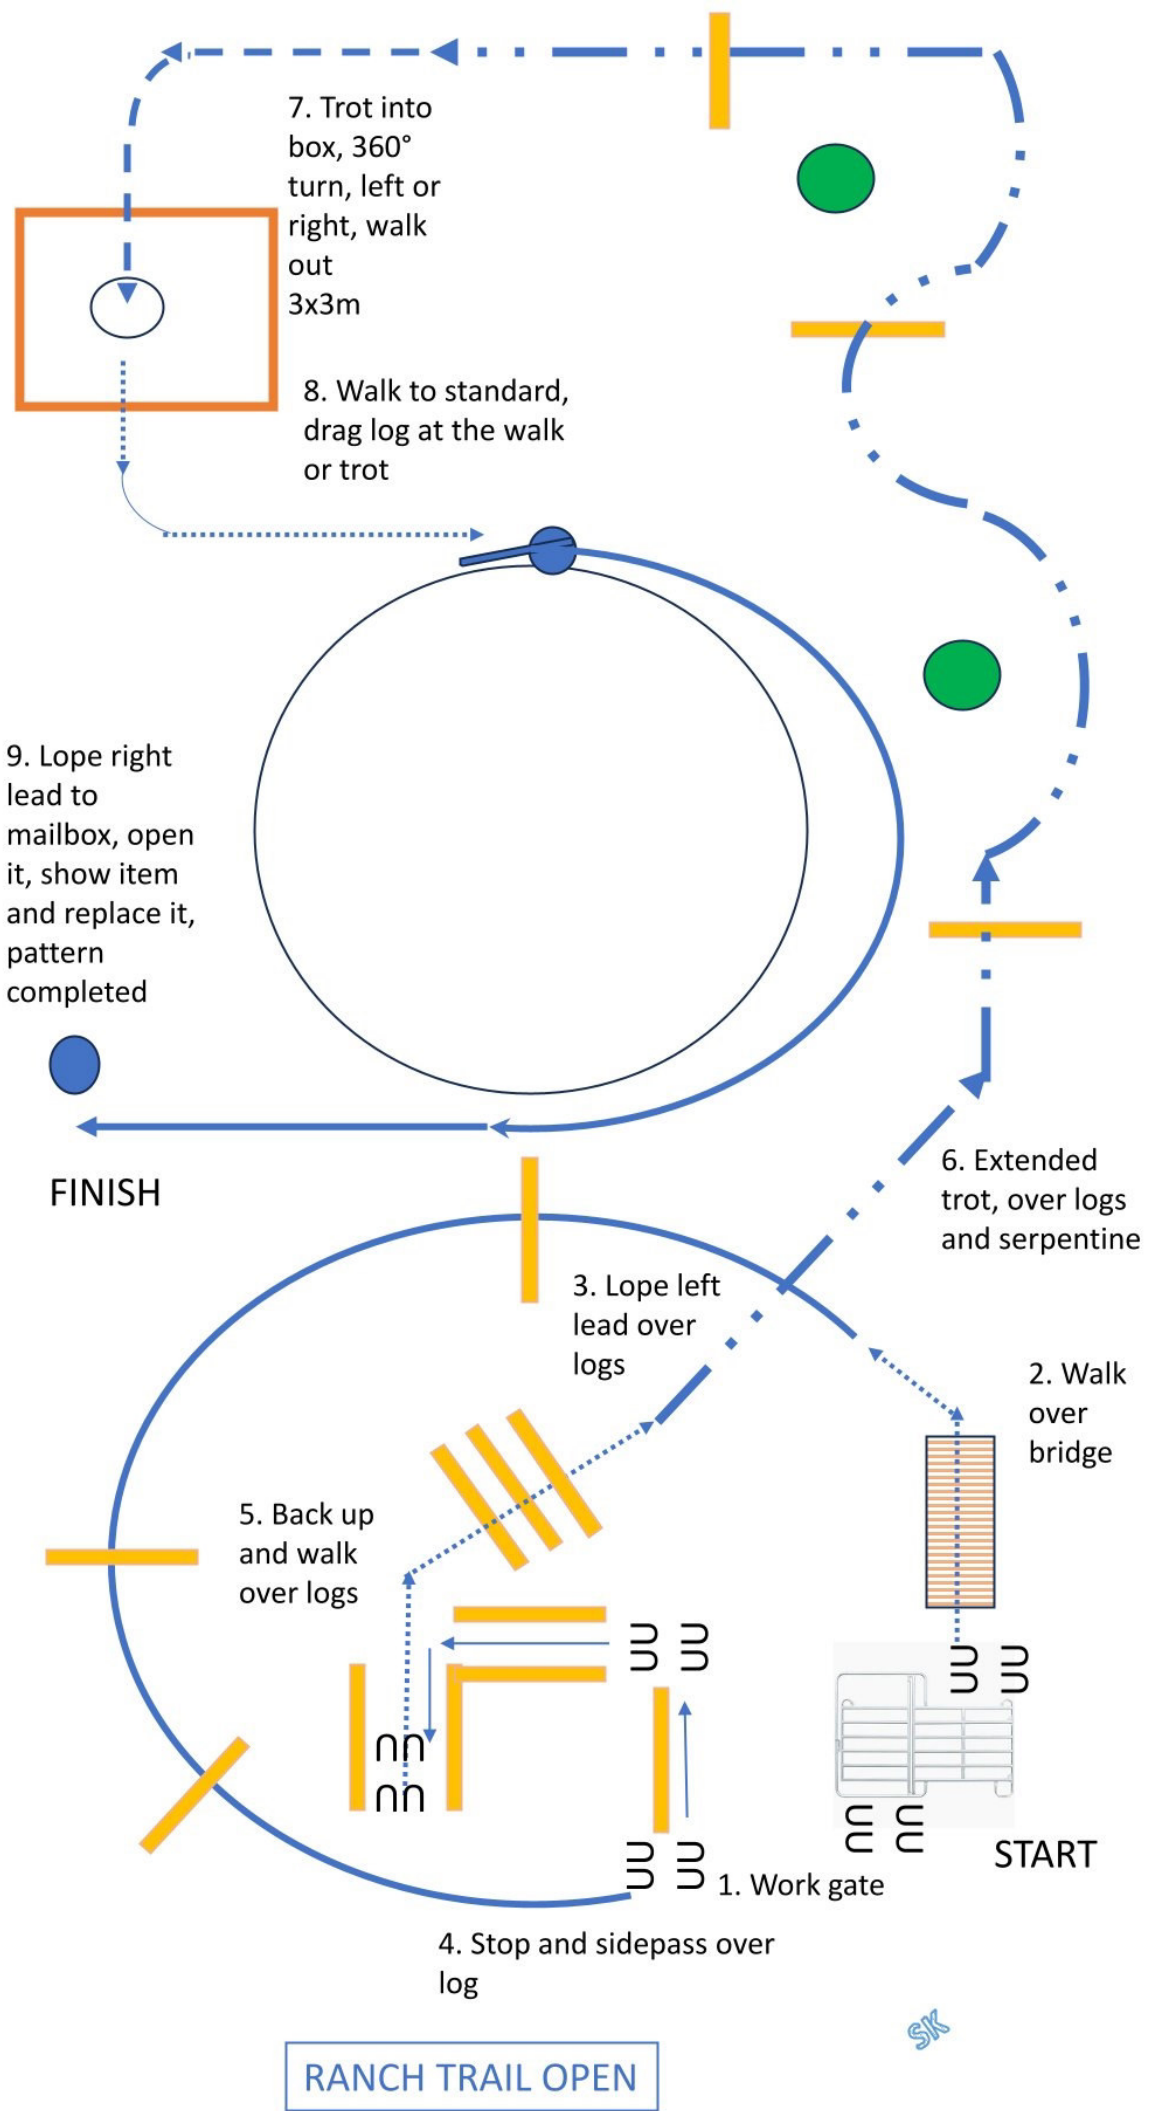 7. Trot into
box, 360°
turn, left or
right, walk
out
3x3m
8. Walk to standard,
drag log at the walk
or trot
9. Lope right
lead to
mailbox, open
it, show item
and replace it,
pattern
completed
FINISH
6. Extended
trot, over logs
and serpentine
3. Lope left
lead over
logs
2. Walk
over
bridge
5. Back up
and walk
over logs
START
1. Work gate
4. Stop and sidepass over
log
SK
RANCH TRAIL OPEN